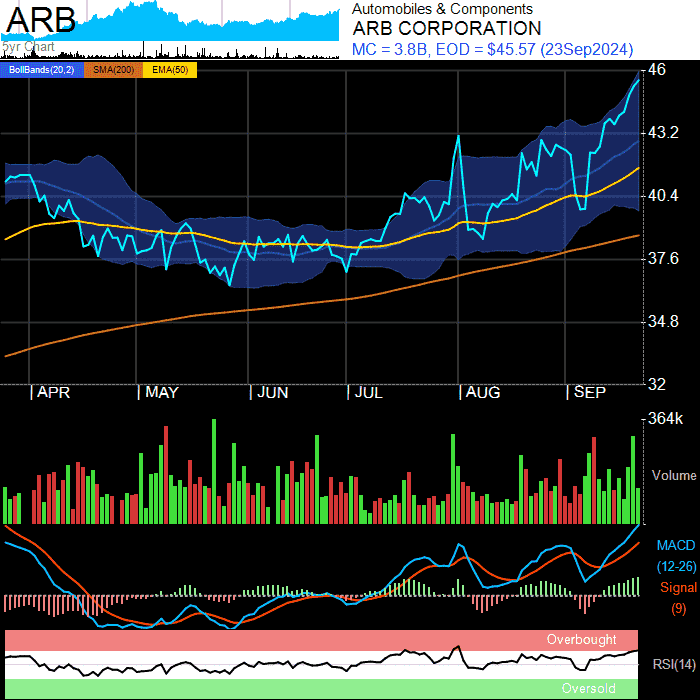 ARB
5yr Chart
Automobiles & Components
ARB CORPORATION
MC = 3.8B, EOD = $45.57 (23Sep2024)
BollBands(20,2) SMA(200) EMA(50)
46
43.2
40.4
37.6
34.8
32
APR MAY JUN JUL AUG SEP
364k
Volume
MACD
(12-26)
Signal
(9)
Overbought
RSI(14)
Oversold